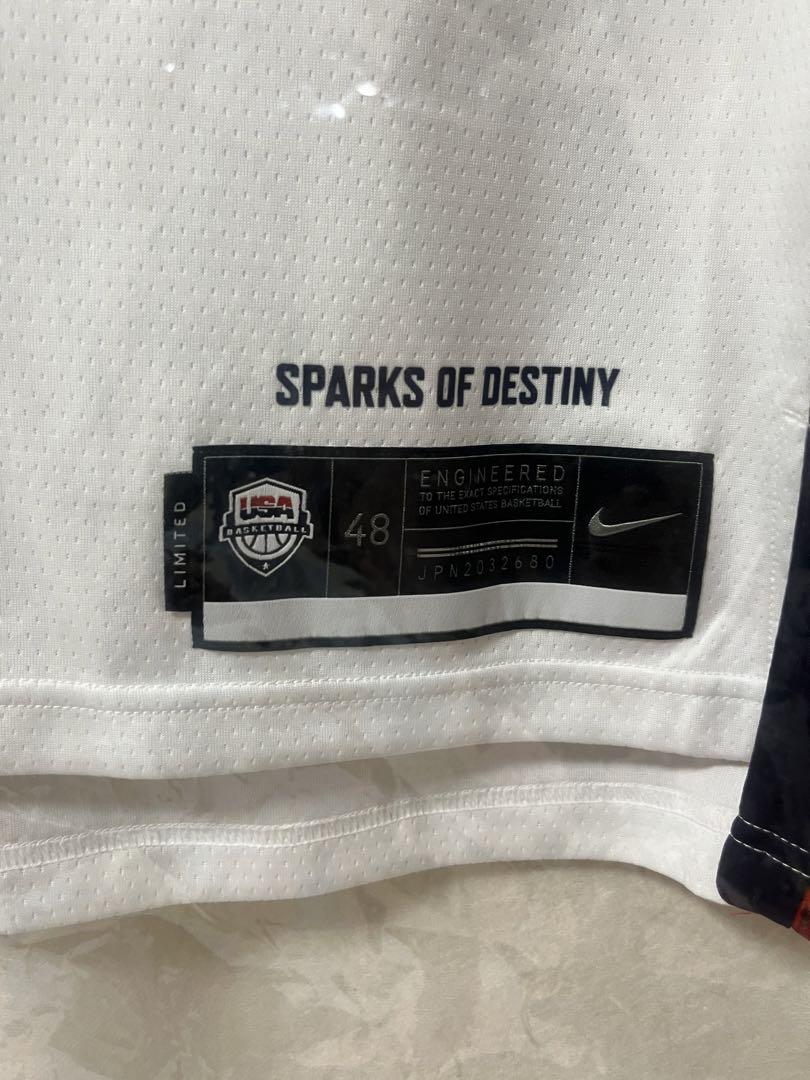 SPARKS OF DESTINY
LIMITED
USA
BASKETBALL
48
ENGINEERED
TO THE EXACT SPECIFICATIONS
OF UNITED STATES BASKETBALL
JPN2032680